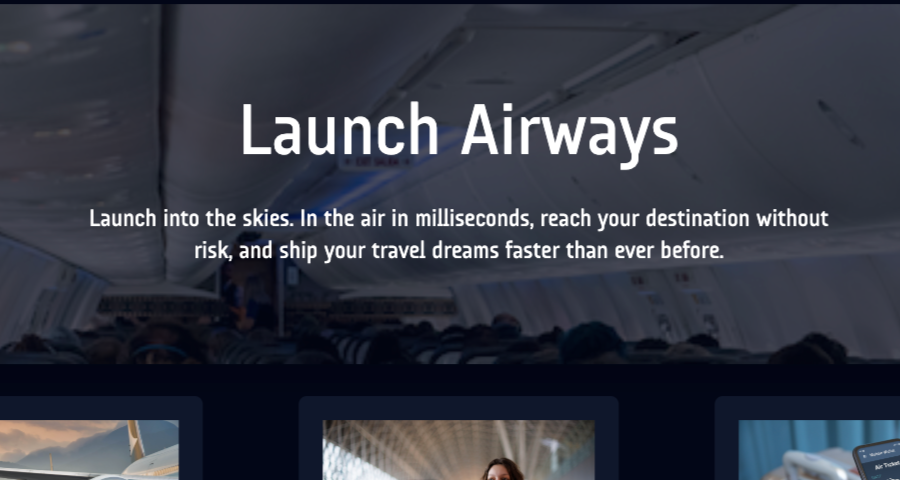 Launch Airways
Launch into the skies. In the air in milliseconds, reach your destination without
risk, and ship your travel dreams faster than ever before.